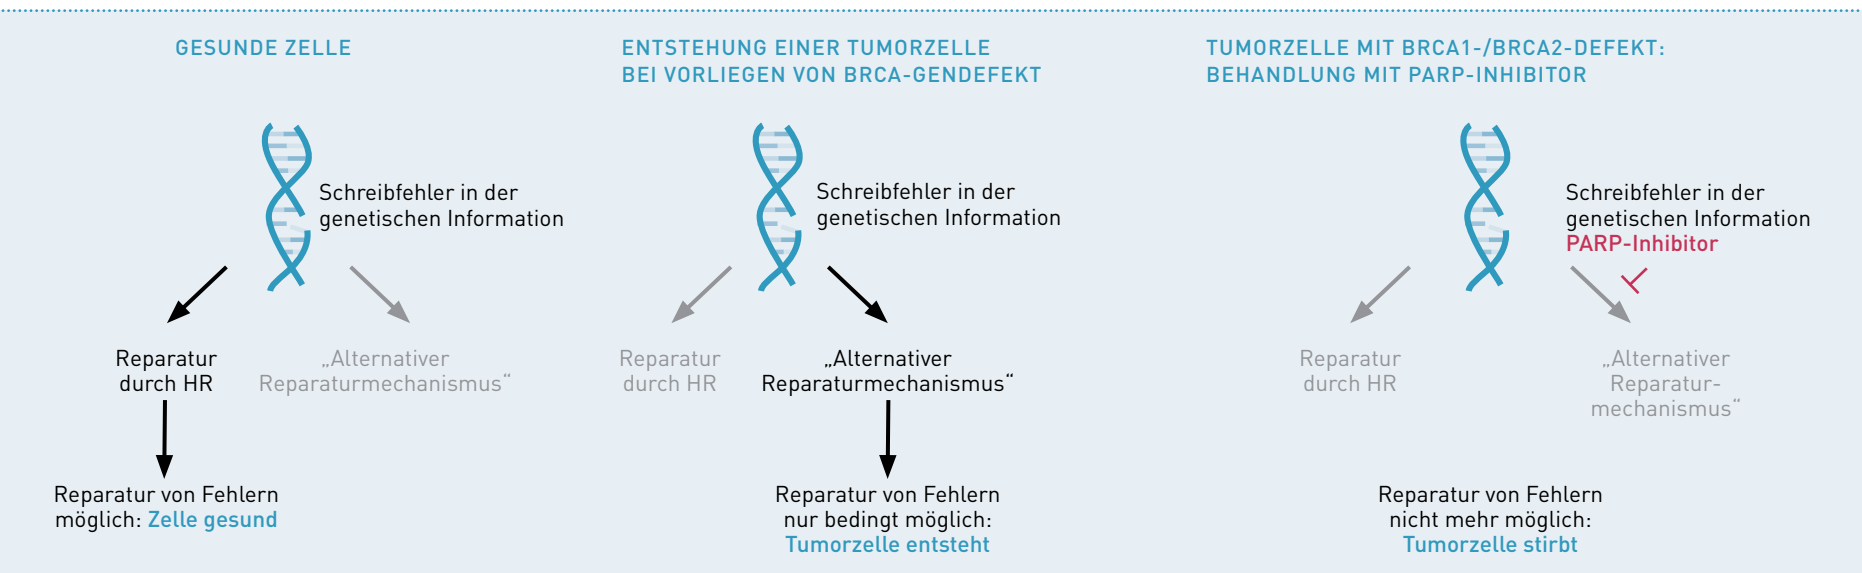 GESUNDE ZELLE
Schreibfehler in der
genetischen Information
Reparatur
durch HR
„Alternativer
Reparaturmechanismus“
Reparatur von Fehlern
möglich: Zelle gesund
ENTSTEHUNG EINER TUMORZELLE
BEI VORLIEGEN VON BRCA-GENDEFEKT
Schreibfehler in der
genetischen Information
Reparatur
durch HR
„Alternativer
Reparaturmechanismus“
Reparatur von Fehlern
nur bedingt möglich:
Tumorzelle entsteht
TUMORZELLE MIT BRCA1-/BRCA2-DEFEKT:
BEHANDLUNG MIT PARP-INHIBITOR
Schreibfehler in der
genetischen Information
PARP-Inhibitor
Reparatur
durch HR
„Alternativer
Reparatur-
mechanismus“
Reparatur von Fehlern
nicht mehr möglich:
Tumorzelle stirbt